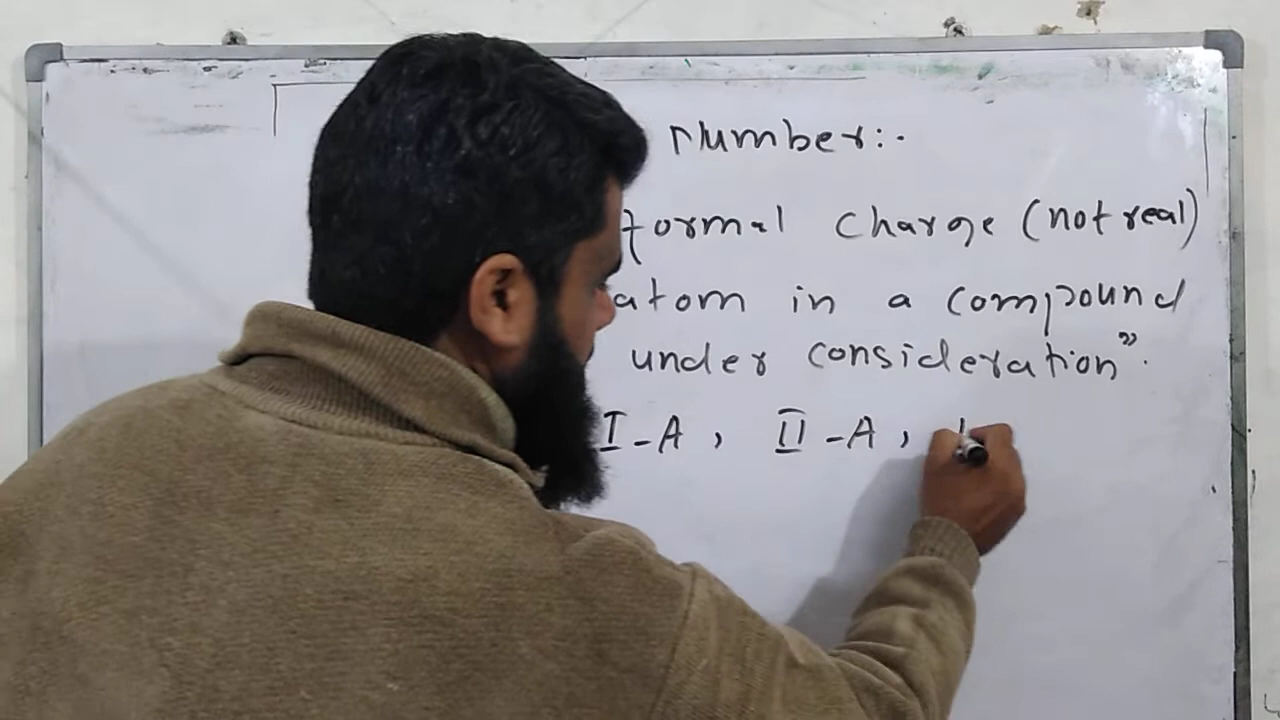 Number:-
formal charge (not real)
atom in a compound
under consideration”.
I-A, II-A,